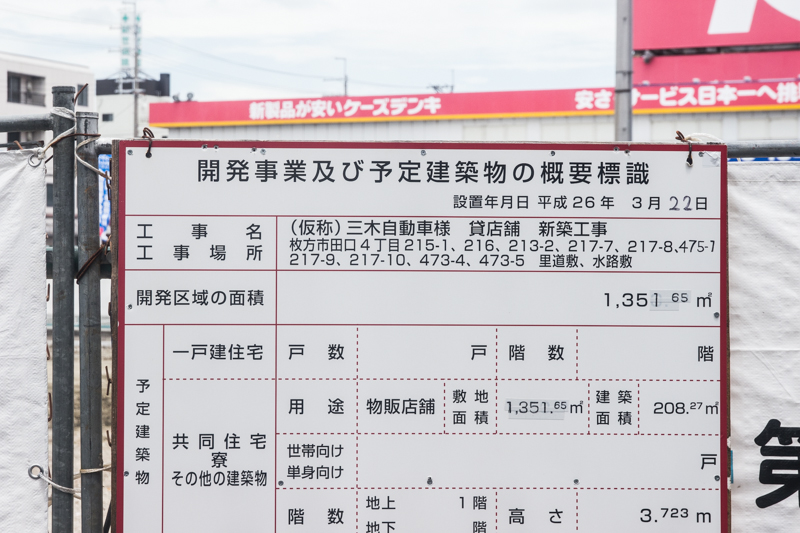 新製品が安いケーズデンキ
安さ サービス日本一へ挑
開発事業及び予定建築物の概要標識
設置年月日 平成26年 3月22日
工事名 (仮称)三木自動車様 貸店舗 新築工事
工事場所 枚方市田口4丁目215-1、216、213-2、217-7、217-8、475-1
217-9、217-10、473-4、473-5 里道敷、水路敷
開発区域の面積 1,351.65 ㎡
予定建築物
一戸建住宅 戸数 戸 階数 階
共同住宅
寮
その他の建築物
用途 物販店舗 敷地面積 1,351.65㎡ 建築面積 208.27㎡
世帯向け
単身向け 戸
階数 地上 1階
地下 階
高さ 3.723 m
第